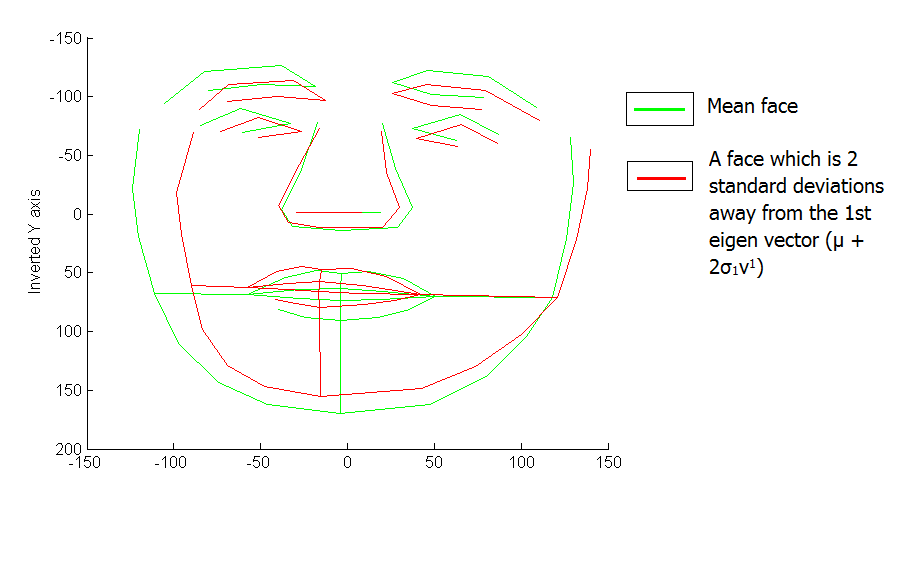 -150
-100
-50
0
50
100
150
200
Inverted Y axis
-150
-100
-50
0
50
100
150
Mean face
A face which is 2
standard deviations
away from the 1st
eigen vector (μ +
2σ₁v¹)